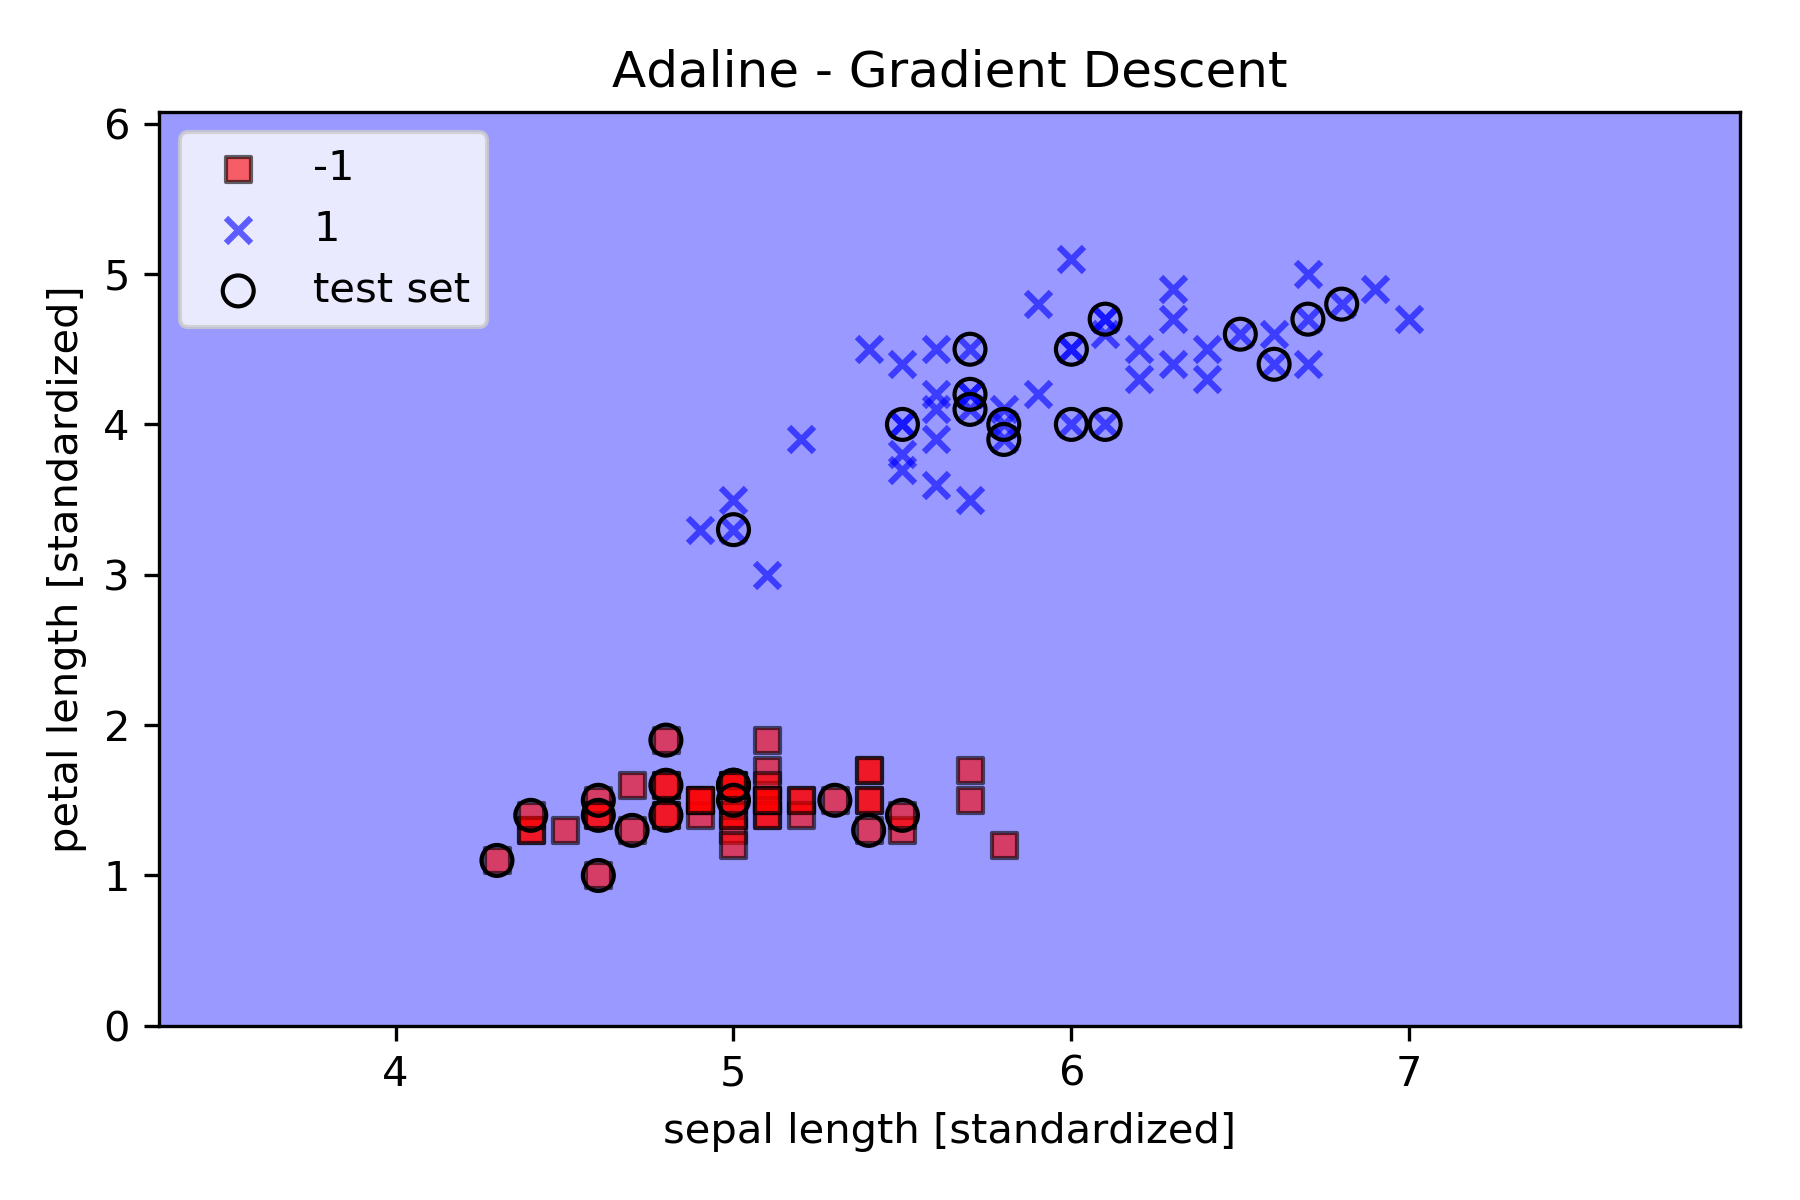 Adaline - Gradient Descent
-1
1
test set
6
5
4
3
2
1
0
petal length [standardized]
4 5 6 7
sepal length [standardized]